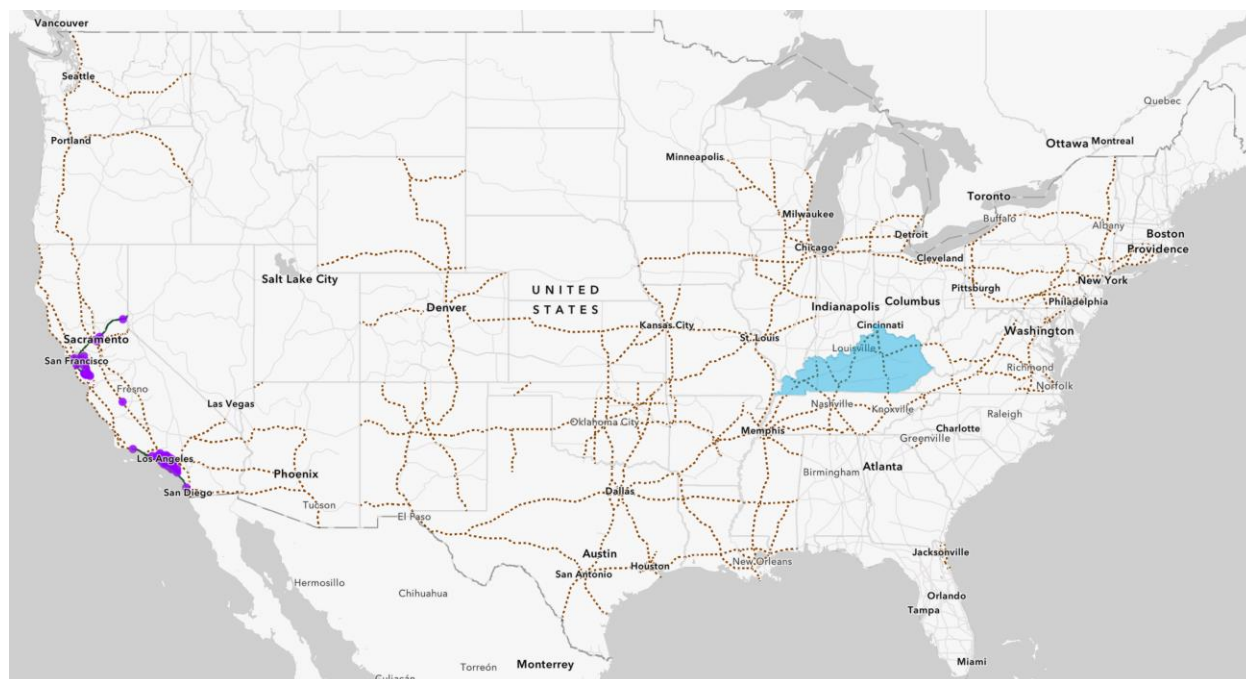 Vancouver
Seattle
Portland
Quebec
Ottawa
Montreal
Minneapolis
Toronto
Buffalo
Albany
Boston
Providence
Milwaukee
Detroit
Chicago
Cleveland
New York
Salt Lake City
UNITED
STATES
Denver
Pittsburgh
Philadelphia
Indianapolis
Columbus
Kansas City
Cincinnati
Washington
Sacramento
St. Louis
Louisville
San Francisco
Richmond
Norfolk
Fresno
Las Vegas
Nashville
Knoxville
Raleigh
Oklahoma City
Memphis
Charlotte
Greenville
Los Angeles
Phoenix
Birmingham
Atlanta
San Diego
Dallas
Tucson
El Paso
Austin
Jacksonville
New Orleans
Houston
San Antonio
Hermosillo
Chihuahua
Orlando
Tampa
Torreón
Monterrey
Miami
Culiacán